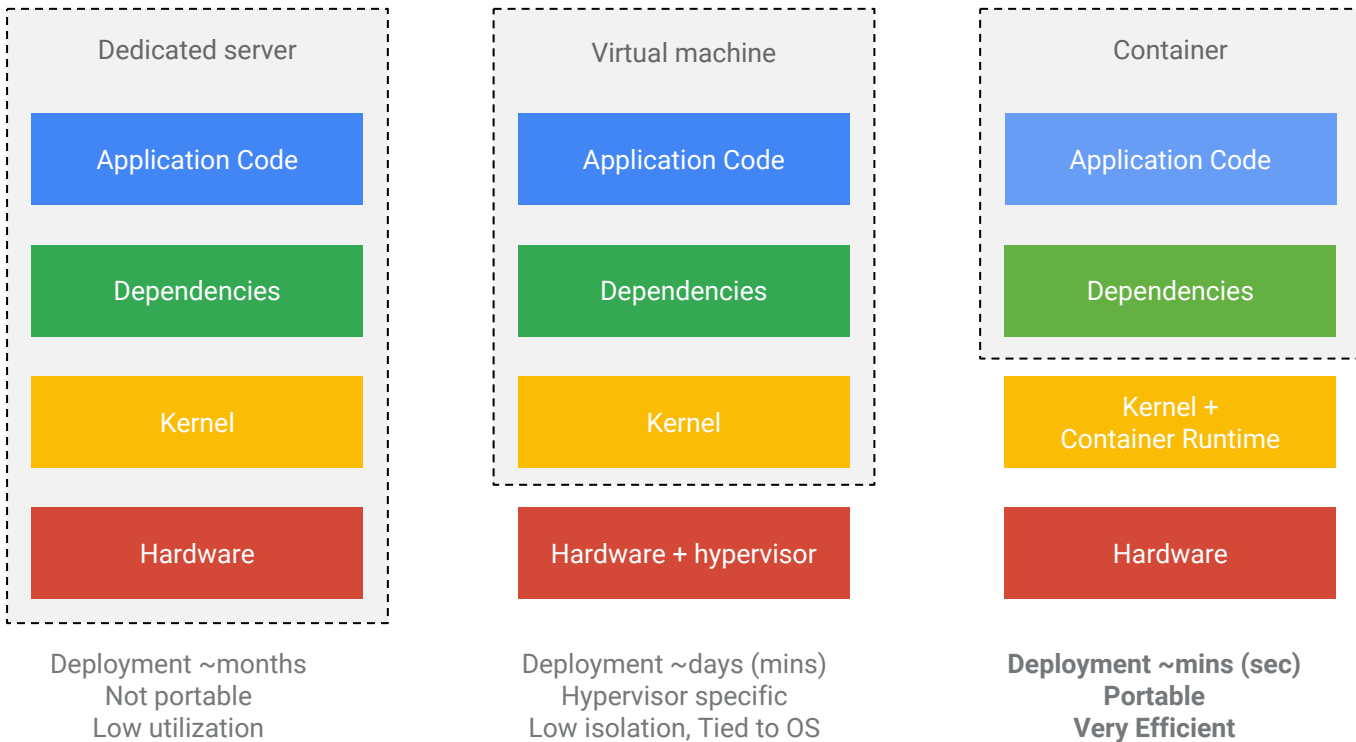 Dedicated server
Application Code
Dependencies
Kernel
Hardware
Deployment ~months
Not portable
Low utilization
Virtual machine
Application Code
Dependencies
Kernel
Hardware + hypervisor
Deployment ~days (mins)
Hypervisor specific
Low isolation, Tied to OS
Container
Application Code
Dependencies
Kernel +
Container Runtime
Hardware
Deployment ~mins (sec)
Portable
Very Efficient